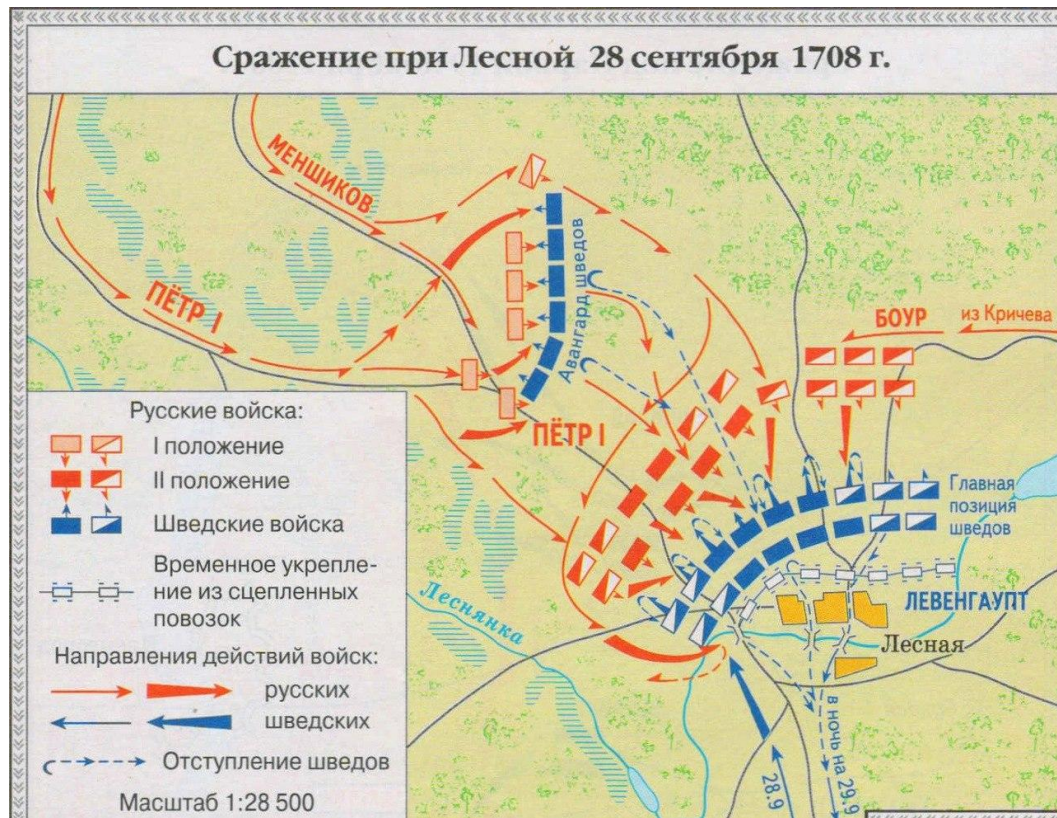 Сражение при Лесной 28 сентября 1708 г.
МЕНШИКОВ
ПЁТР I
Авангард шведов
БОУР
из Кричева
ПЁТР I
Главная
позиция
шведов
ЛЕВЕНГАУПТ
Лесная
Леснянка
28.9
в ночь на 29.9
Русские войска:
I положение
II положение
Шведские войска
Временное укрепле-
ние из сцепленных
повозок
Направления действий войск:
русских
шведских
Отступление шведов
Масштаб 1:28 500